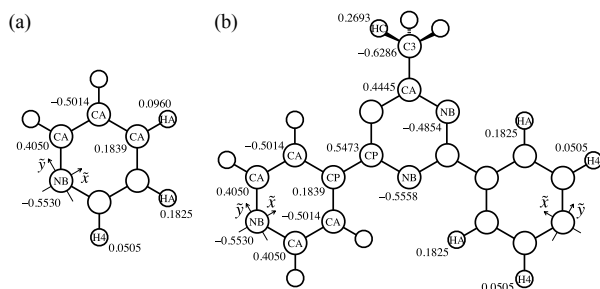 (a)
−0.5014
0.0960
CA
HA
CA
CA
0.4050
0.1839
ỹ
x̃
NB
−0.5530
HA
0.1825
H4
0.0505
(b)
0.2693
HC
C3
−0.6286
0.4445
CA
NB
−0.4854
HA
0.1825
0.0505
H4
−0.5014
0.5473
CA
CP
CA
CP
NB
0.4050
0.1839
−0.5558
ỹ
x̃
x̃
ỹ
NB
−0.5014
CA
−0.5530
CA
0.4050
HA
0.1825
H4
0.0505